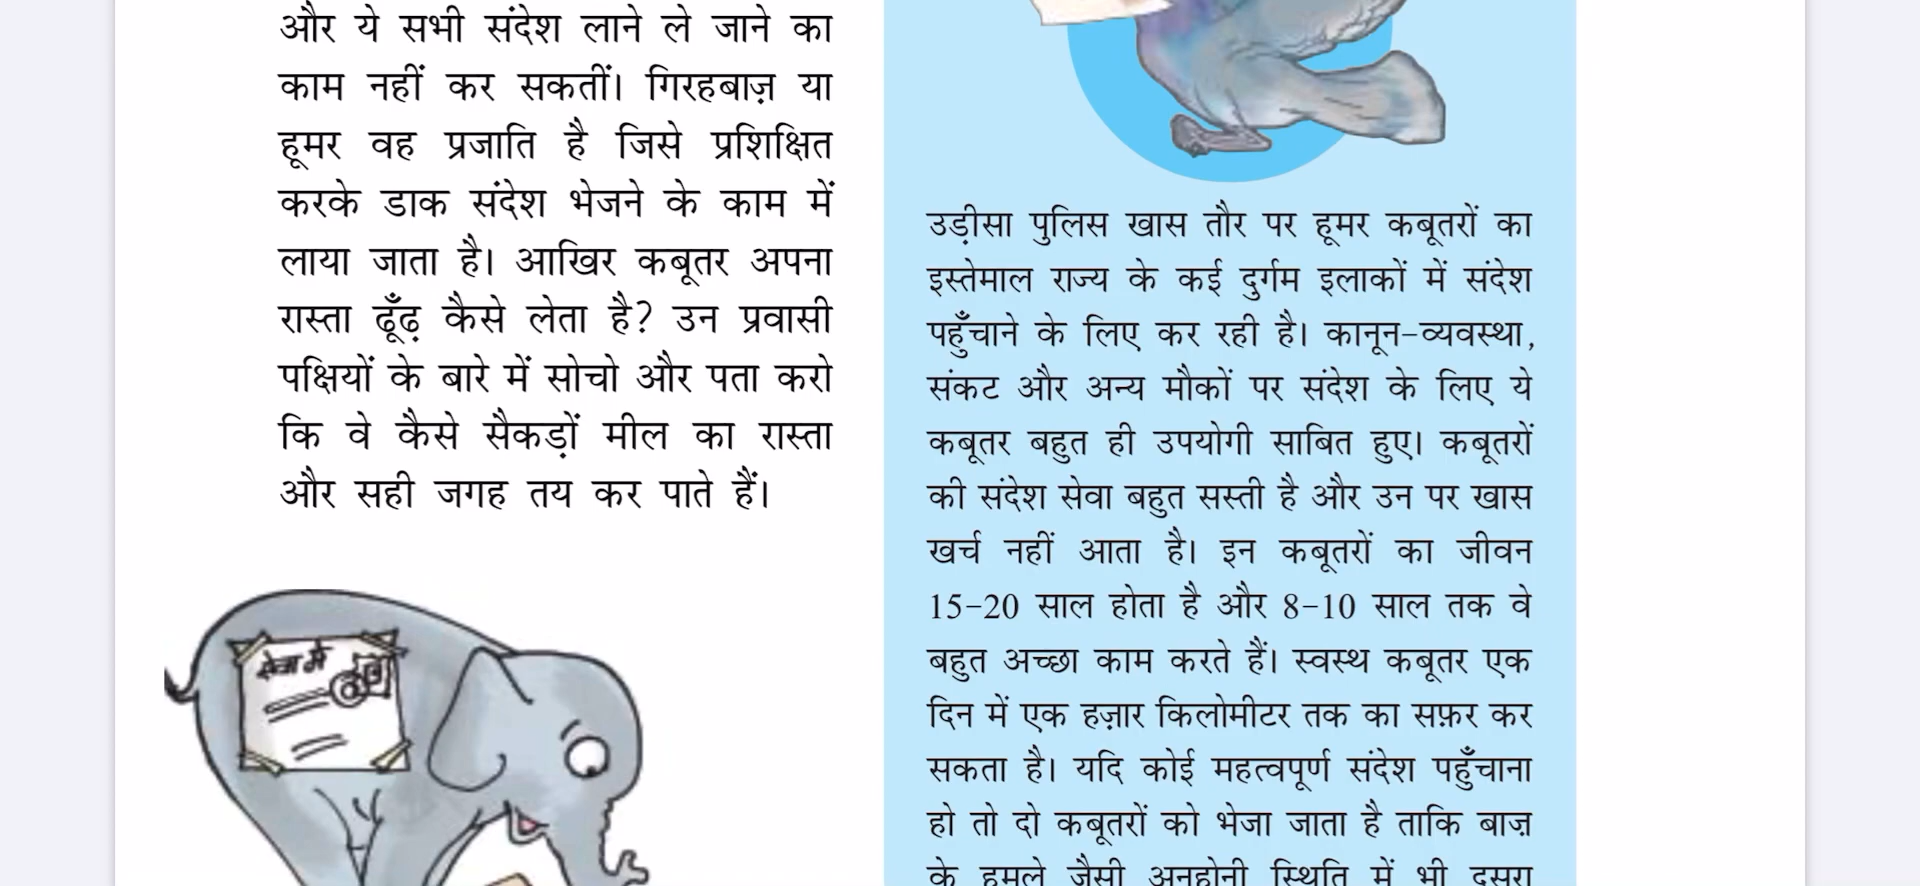 और ये सभी संदेश लाने ले जाने का
काम नहीं कर सकतीं। गिरहबाज़ या
हूमर वह प्रजाति है जिसे प्रशिक्षित
करके डाक संदेश भेजने के काम में
लाया जाता है। आखिर कबूतर अपना
रास्ता ढूँढ़ कैसे लेता है? उन प्रवासी
पक्षियों के बारे में सोचो और पता करो
कि वे कैसे सैकड़ों मील का रास्ता
और सही जगह तय कर पाते हैं।
सेवा में
उड़ीसा पुलिस खास तौर पर हूमर कबूतरों का
इस्तेमाल राज्य के कई दुर्गम इलाकों में संदेश
पहुँचाने के लिए कर रही है। कानून-व्यवस्था,
संकट और अन्य मौकों पर संदेश के लिए ये
कबूतर बहुत ही उपयोगी साबित हुए। कबूतरों
की संदेश सेवा बहुत सस्ती है और उन पर खास
खर्च नहीं आता है। इन कबूतरों का जीवन
15-20 साल होता है और 8-10 साल तक वे
बहुत अच्छा काम करते हैं। स्वस्थ कबूतर एक
दिन में एक हज़ार किलोमीटर तक का सफ़र कर
सकता है। यदि कोई महत्वपूर्ण संदेश पहुँचाना
हो तो दो कबूतरों को भेजा जाता है ताकि बाज़
के हमले जैसी अनहोनी स्थिति में भी दूसरा